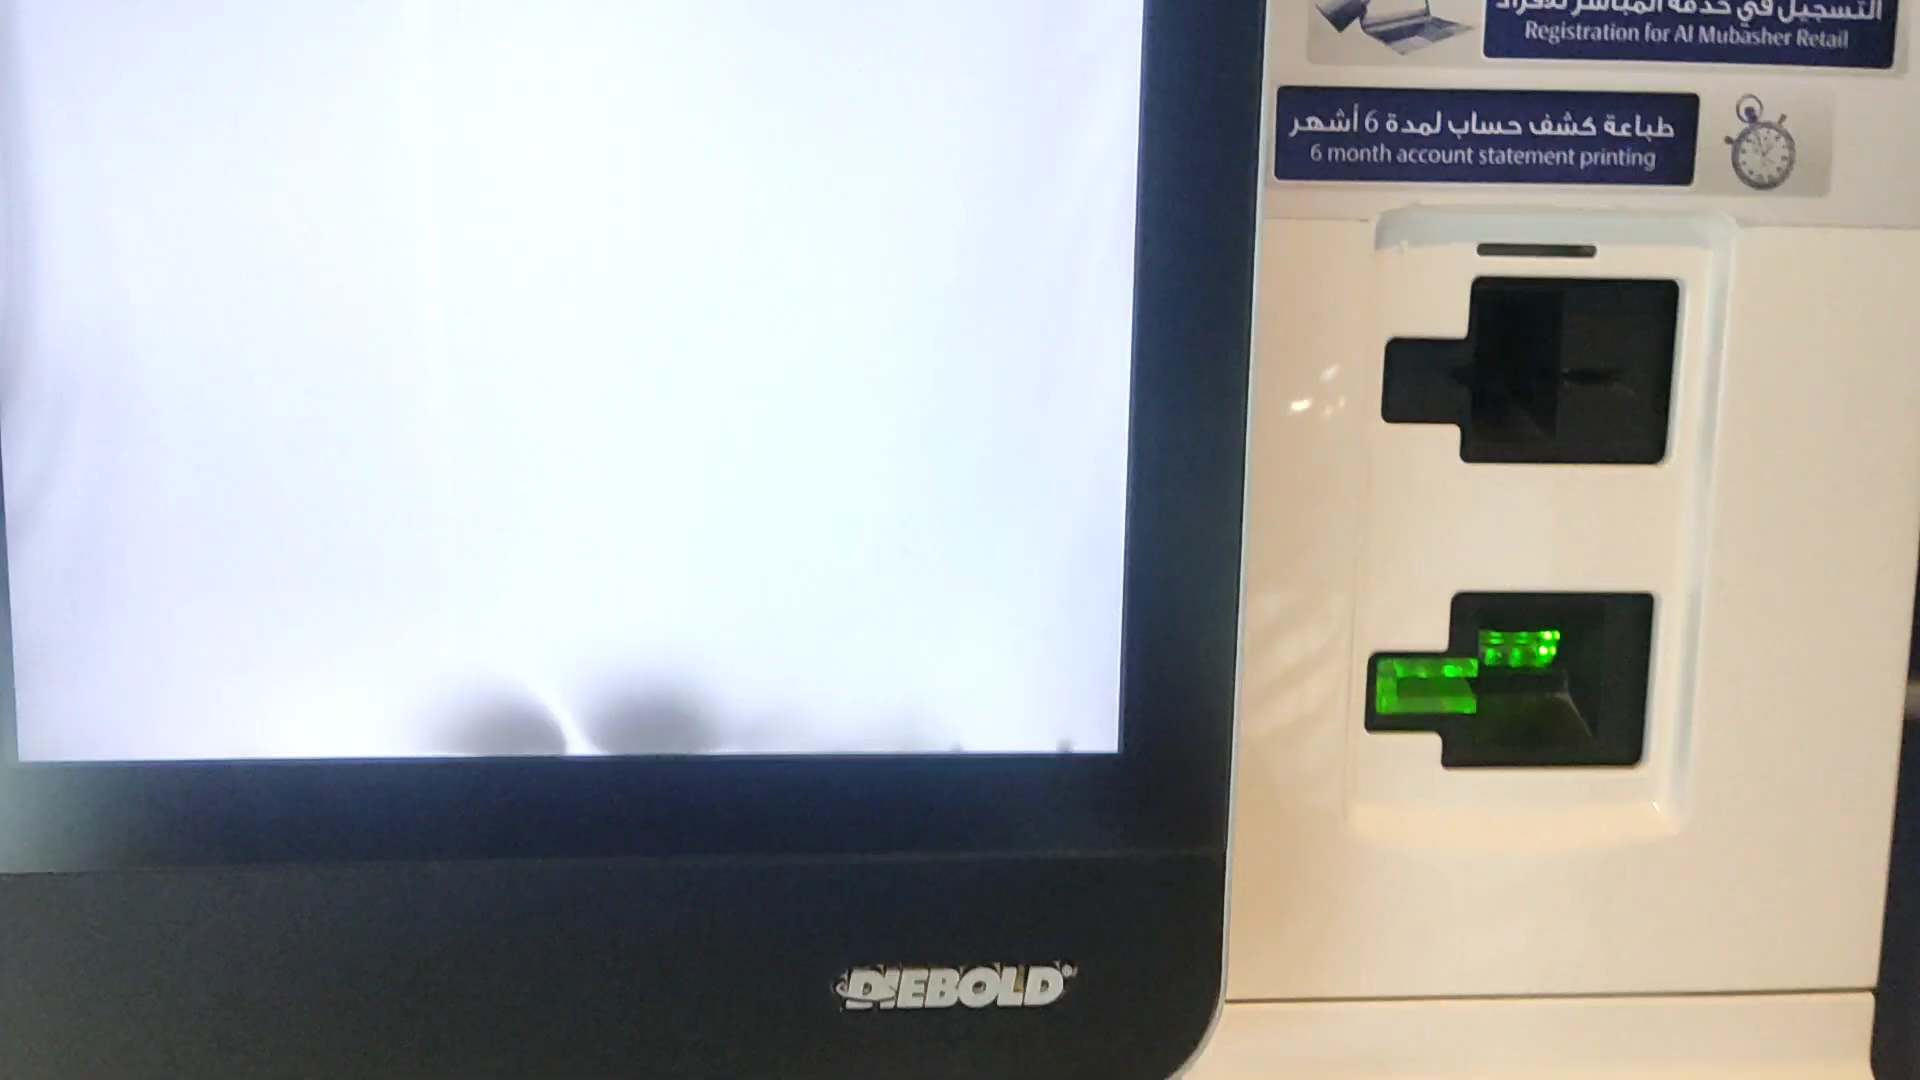 التسجيل في خدمة المباشر للأفراد
Registration for Al Mubasher Retail
طباعة كشف حساب لمدة 6 أشهر
6 month account statement printing
DIEBOLD